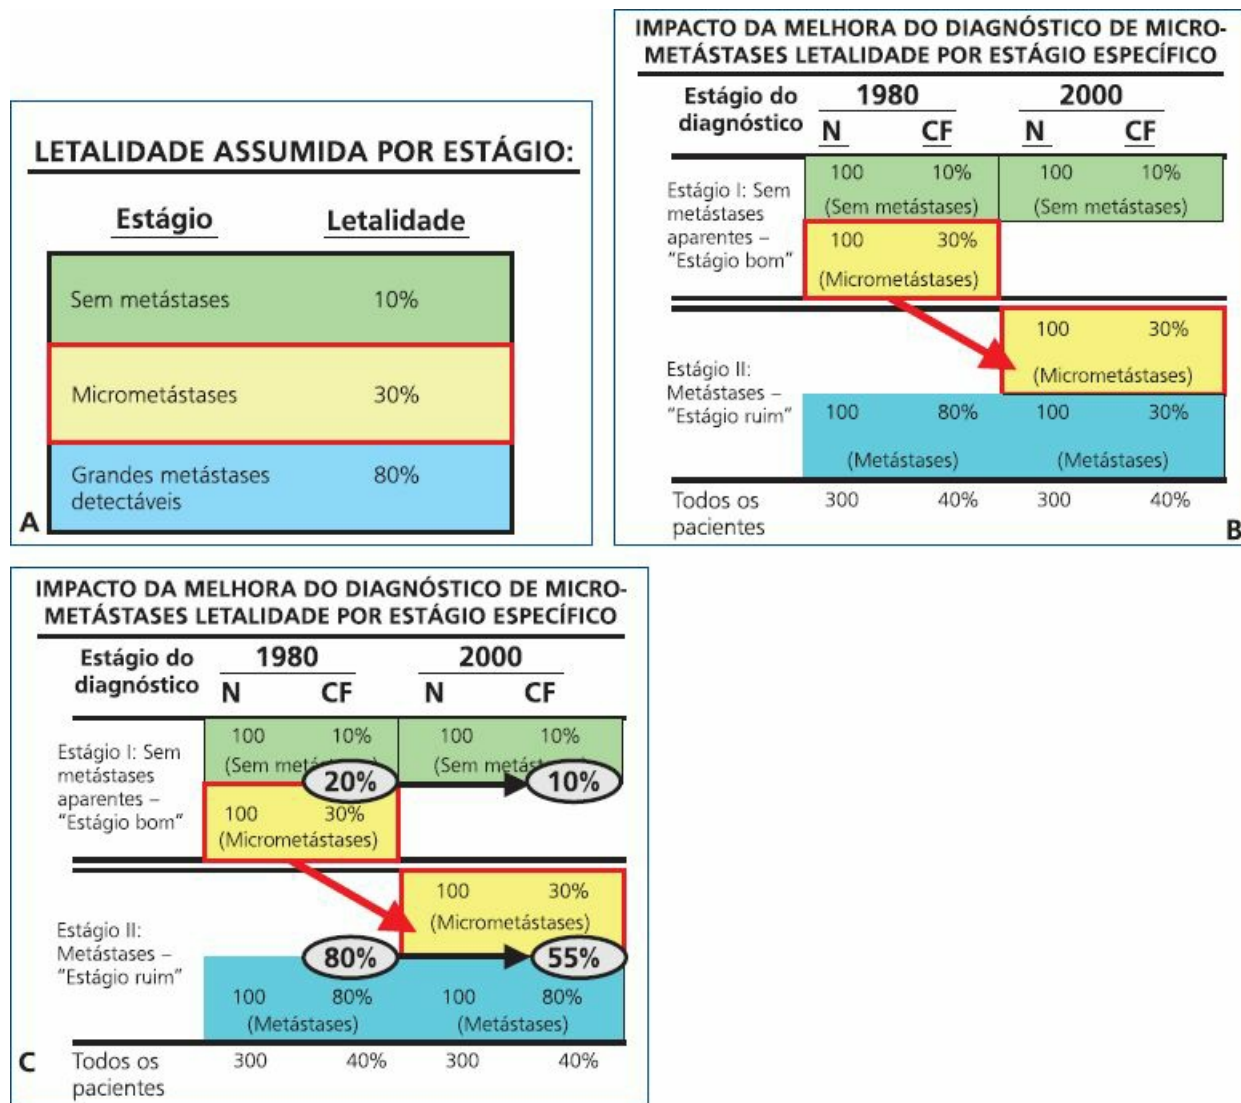 LETALIDADE ASSUMIDA POR ESTÁGIO:
Estágio Letalidade
Sem metástases 10%
Micrometástases 30%
Grandes metástases 80%
detectáveis
A
IMPACTO DA MELHORA DO DIAGNÓSTICO DE MICRO-
METÁSTASES LETALIDADE POR ESTÁGIO ESPECÍFICO
Estágio do 1980 2000
diagnóstico N CF N CF
100 10% 100 10%
Estágio I: Sem
(Sem metástases) (Sem metástases)
metástases
aparentes – 100 30%
"Estágio bom"
(Micrometástases)
100 30%
Estágio II: (Micrometástases)
Metástases –
"Estágio ruim" 100 80% 100 30%
(Metástases) (Metástases)
Todos os 300 40% 300 40%
pacientes
B
IMPACTO DA MELHORA DO DIAGNÓSTICO DE MICRO-
METÁSTASES LETALIDADE POR ESTÁGIO ESPECÍFICO
Estágio do 1980 2000
diagnóstico N CF N CF
100 10% 100 10%
Estágio I: Sem
(Sem metást (Sem metást
metástases 20% 10%
aparentes –
"Estágio bom" 100 30%
(Micrometástases)
100 30%
Estágio II: (Micrometástases)
Metástases – 80% 55%
"Estágio ruim"
100 80% 100 80%
(Metástases) (Metástases)
C
Todos os 300 40% 300 40%
pacientes